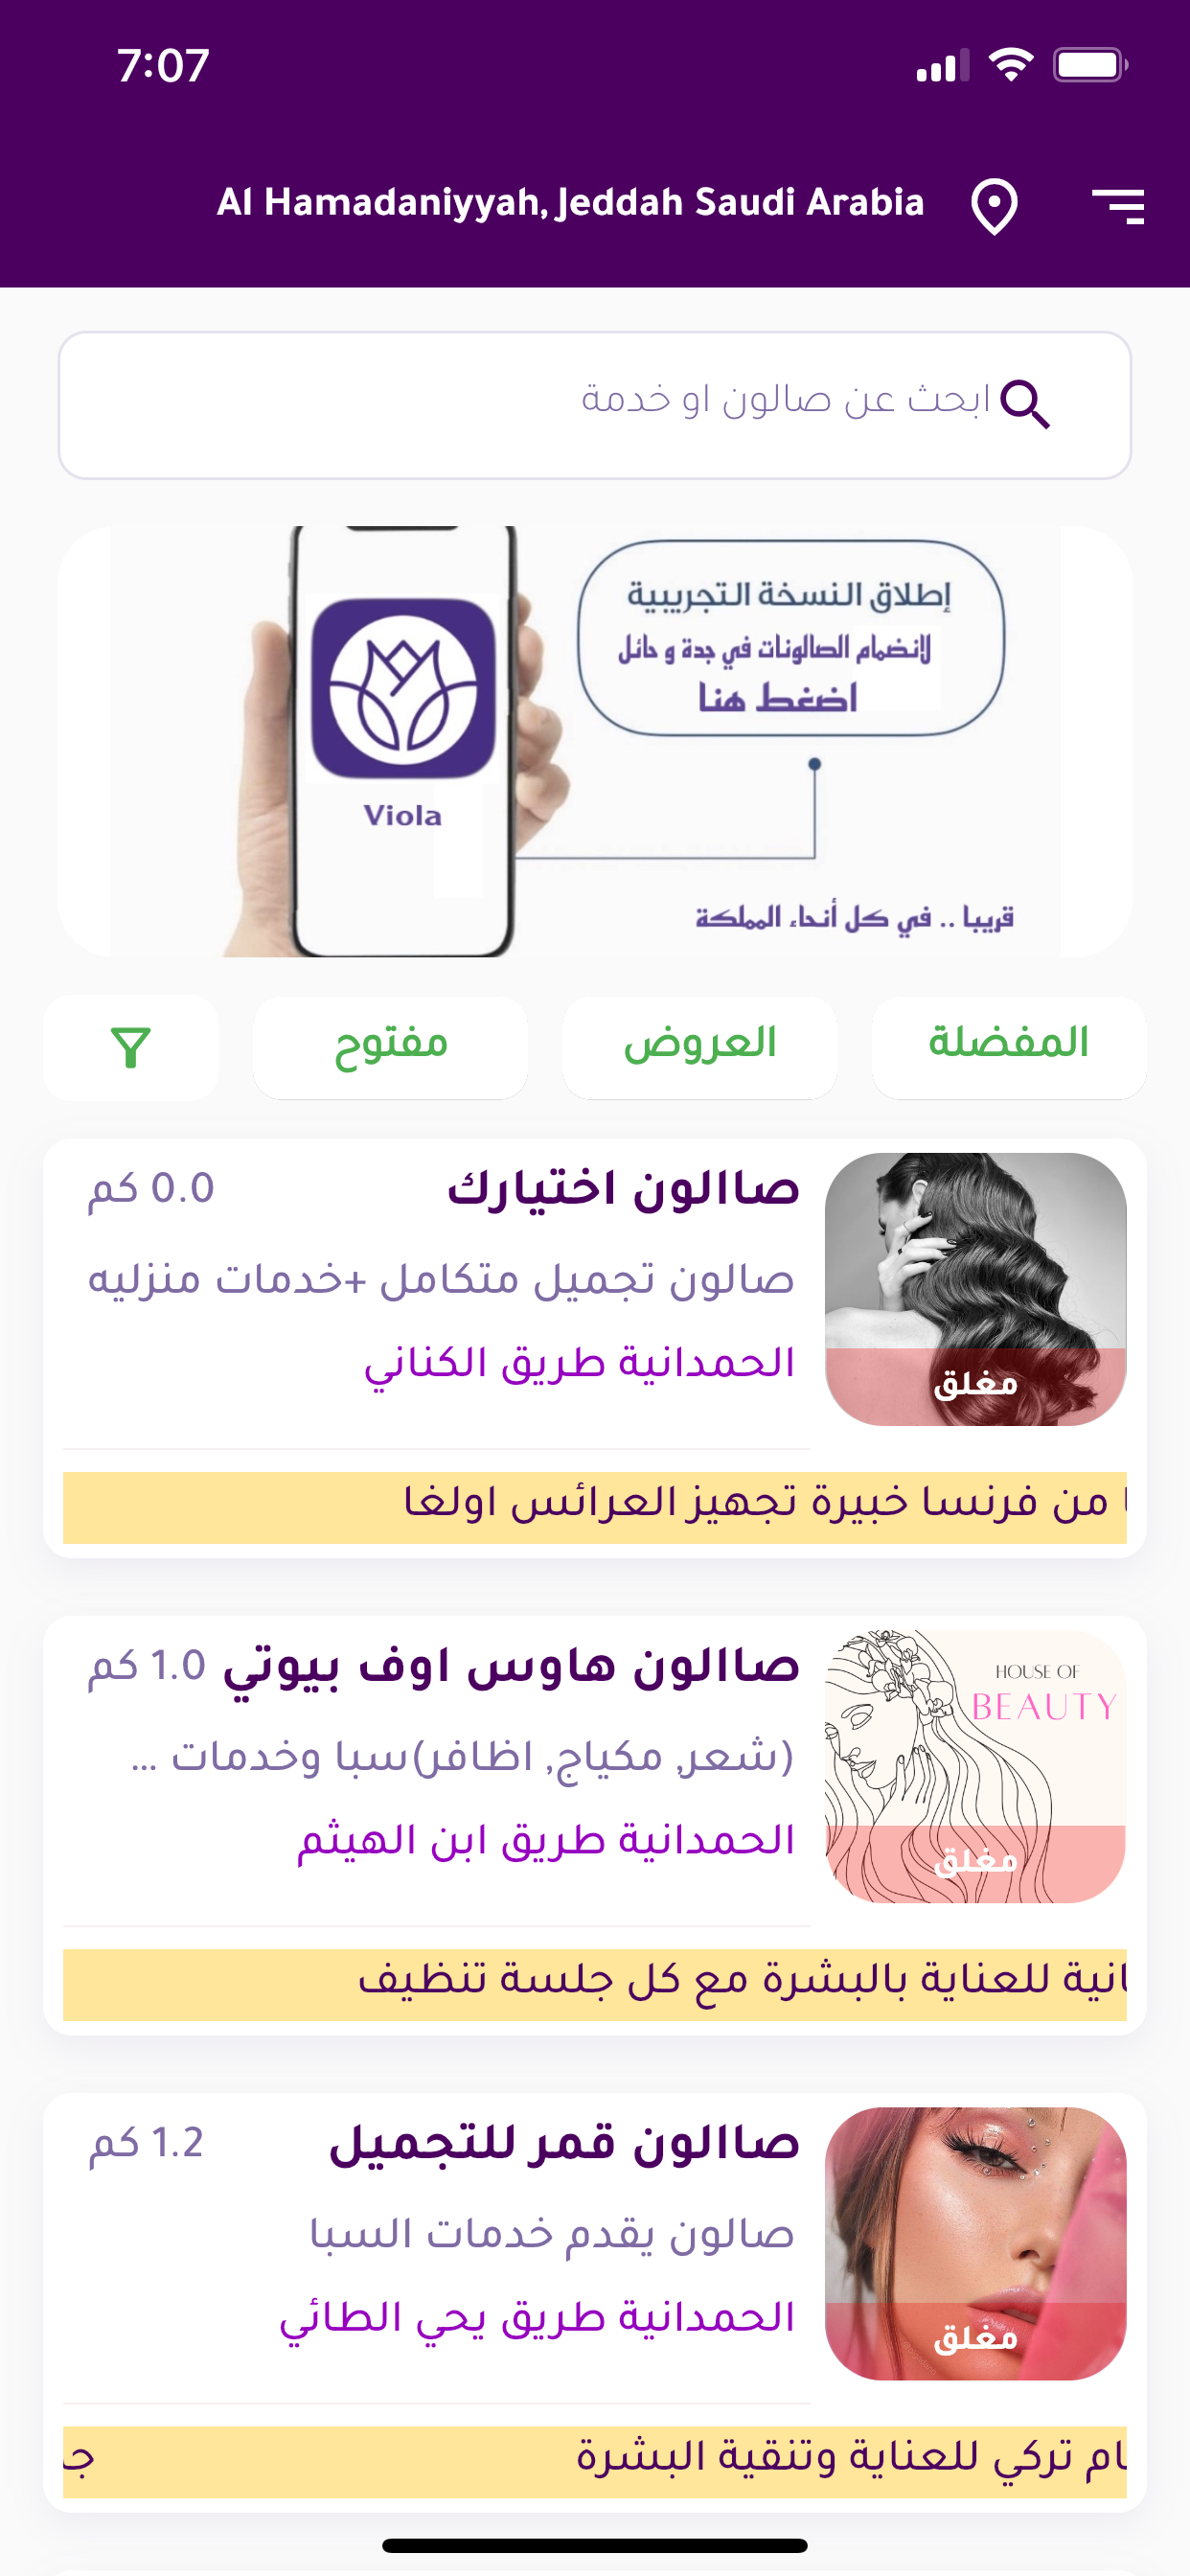 7:07
Al Hamadaniyyah, Jeddah Saudi Arabia
ابحث عن صالون او خدمة
إطلاق النسخة التجريبية
لانضمام الصالونات في جدة و حائل
اضغط هنا
Viola
قريبا .. في كل أنحاء المملكة
المفضلة
العروض
مفتوح
صاالون اختيارك
0.0 كم
صالون تجميل متكامل +خدمات منزليه
الحمدانية طريق الكناني
مغلق
من فرنسا خبيرة تجهيز العرائس اولغا
HOUSE OF
BEAUTY
صاالون هاوس اوف بيوتي
1.0 كم
(شعر, مكياج, اظافر)سبا وخدمات ...
الحمدانية طريق ابن الهيثم
مغلق
انية للعناية بالبشرة مع كل جلسة تنظيف
صاالون قمر للتجميل
1.2 كم
صالون يقدم خدمات السبا
الحمدانية طريق يحي الطائي
مغلق
ام تركي للعناية وتنقية البشرة